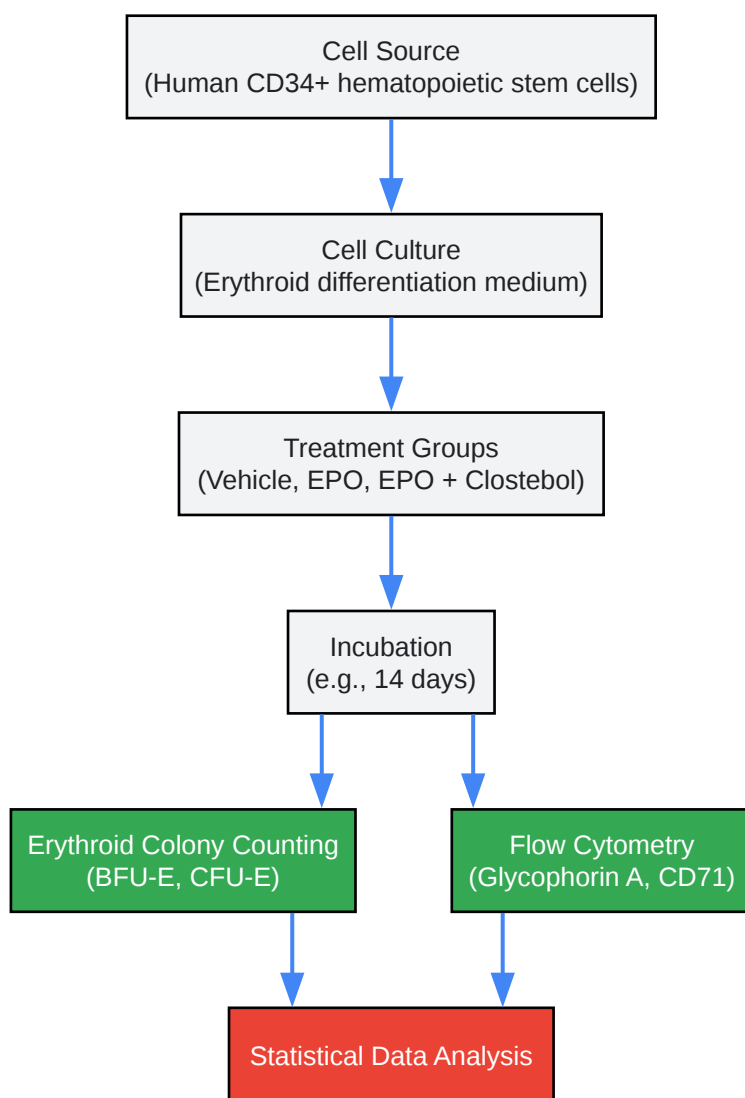 Cell Source
(Human CD34+ hematopoietic stem cells)
Cell Culture
(Erythroid differentiation medium)
Treatment Groups
(Vehicle, EPO, EPO + Clostebol)
Incubation
(e.g., 14 days)
Erythroid Colony Counting
(BFU-E, CFU-E)
Flow Cytometry
(Glycophorin A, CD71)
Statistical Data Analysis